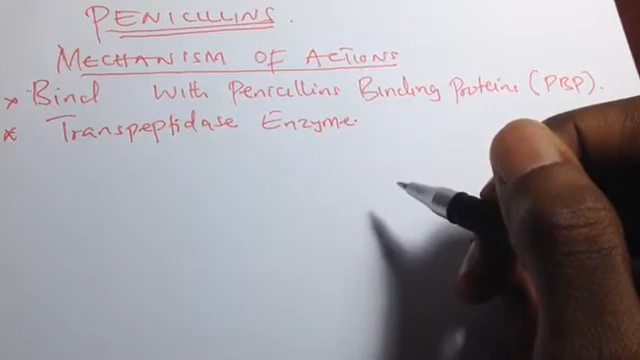 PENICILLINS.
MECHANISM OF ACTIONS
* Bind With Penicillins Binding Proteins (PBP).
* Transpeptidase Enzyme.